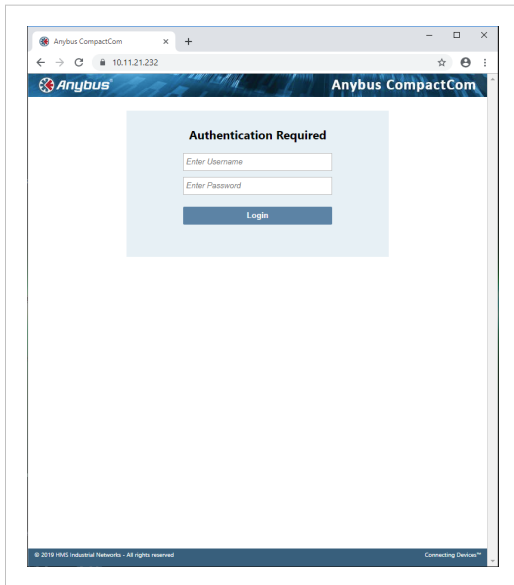 Anybus CompactCom
10.11.21.232
Anybus
Anybus CompactCom
Authentication Required
Enter Username
Enter Password
Login
© 2019 HMS Industrial Networks - All rights reserved
Connecting Devices™